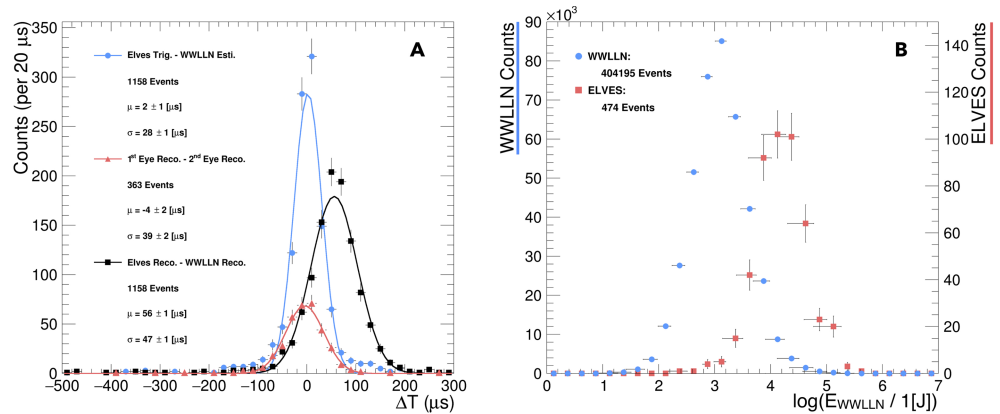 A
Counts (per 20 μs)
350
300
250
200
150
100
50
0
Elves Trig. - WWLLN Esti.
1158 Events
μ = 2 ± 1 [μs]
σ = 28 ± 1 [μs]
1st Eye Reco. - 2nd Eye Reco.
363 Events
μ = -4 ± 2 [μs]
σ = 39 ± 2 [μs]
Elves Reco. - WWLLN Reco.
1158 Events
μ = 56 ± 1 [μs]
σ = 47 ± 1 [μs]
−500 −400 −300 −200 −100 0 100 200 300
ΔT (μs)
B
×10³
WWLLN Counts
90
80
70
60
50
40
30
20
10
0
WWLLN:
404195 Events
ELVES:
474 Events
ELVES Counts
140
120
100
80
60
40
20
0
0 1 2 3 4 5 6 7
log(EWWLLN / 1[J])